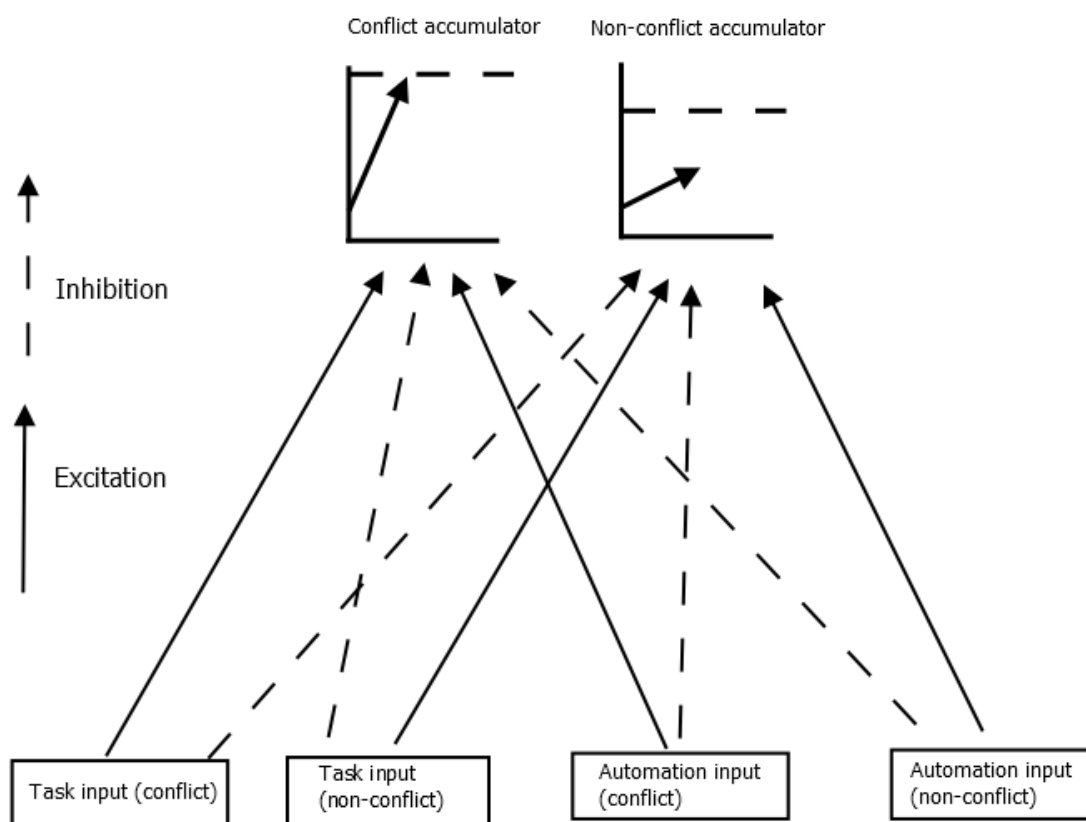 Conflict accumulator
Non-conflict accumulator
Inhibition
Excitation
Task input (conflict)
Task input
(non-conflict)
Automation input
(conflict)
Automation input
(non-conflict)